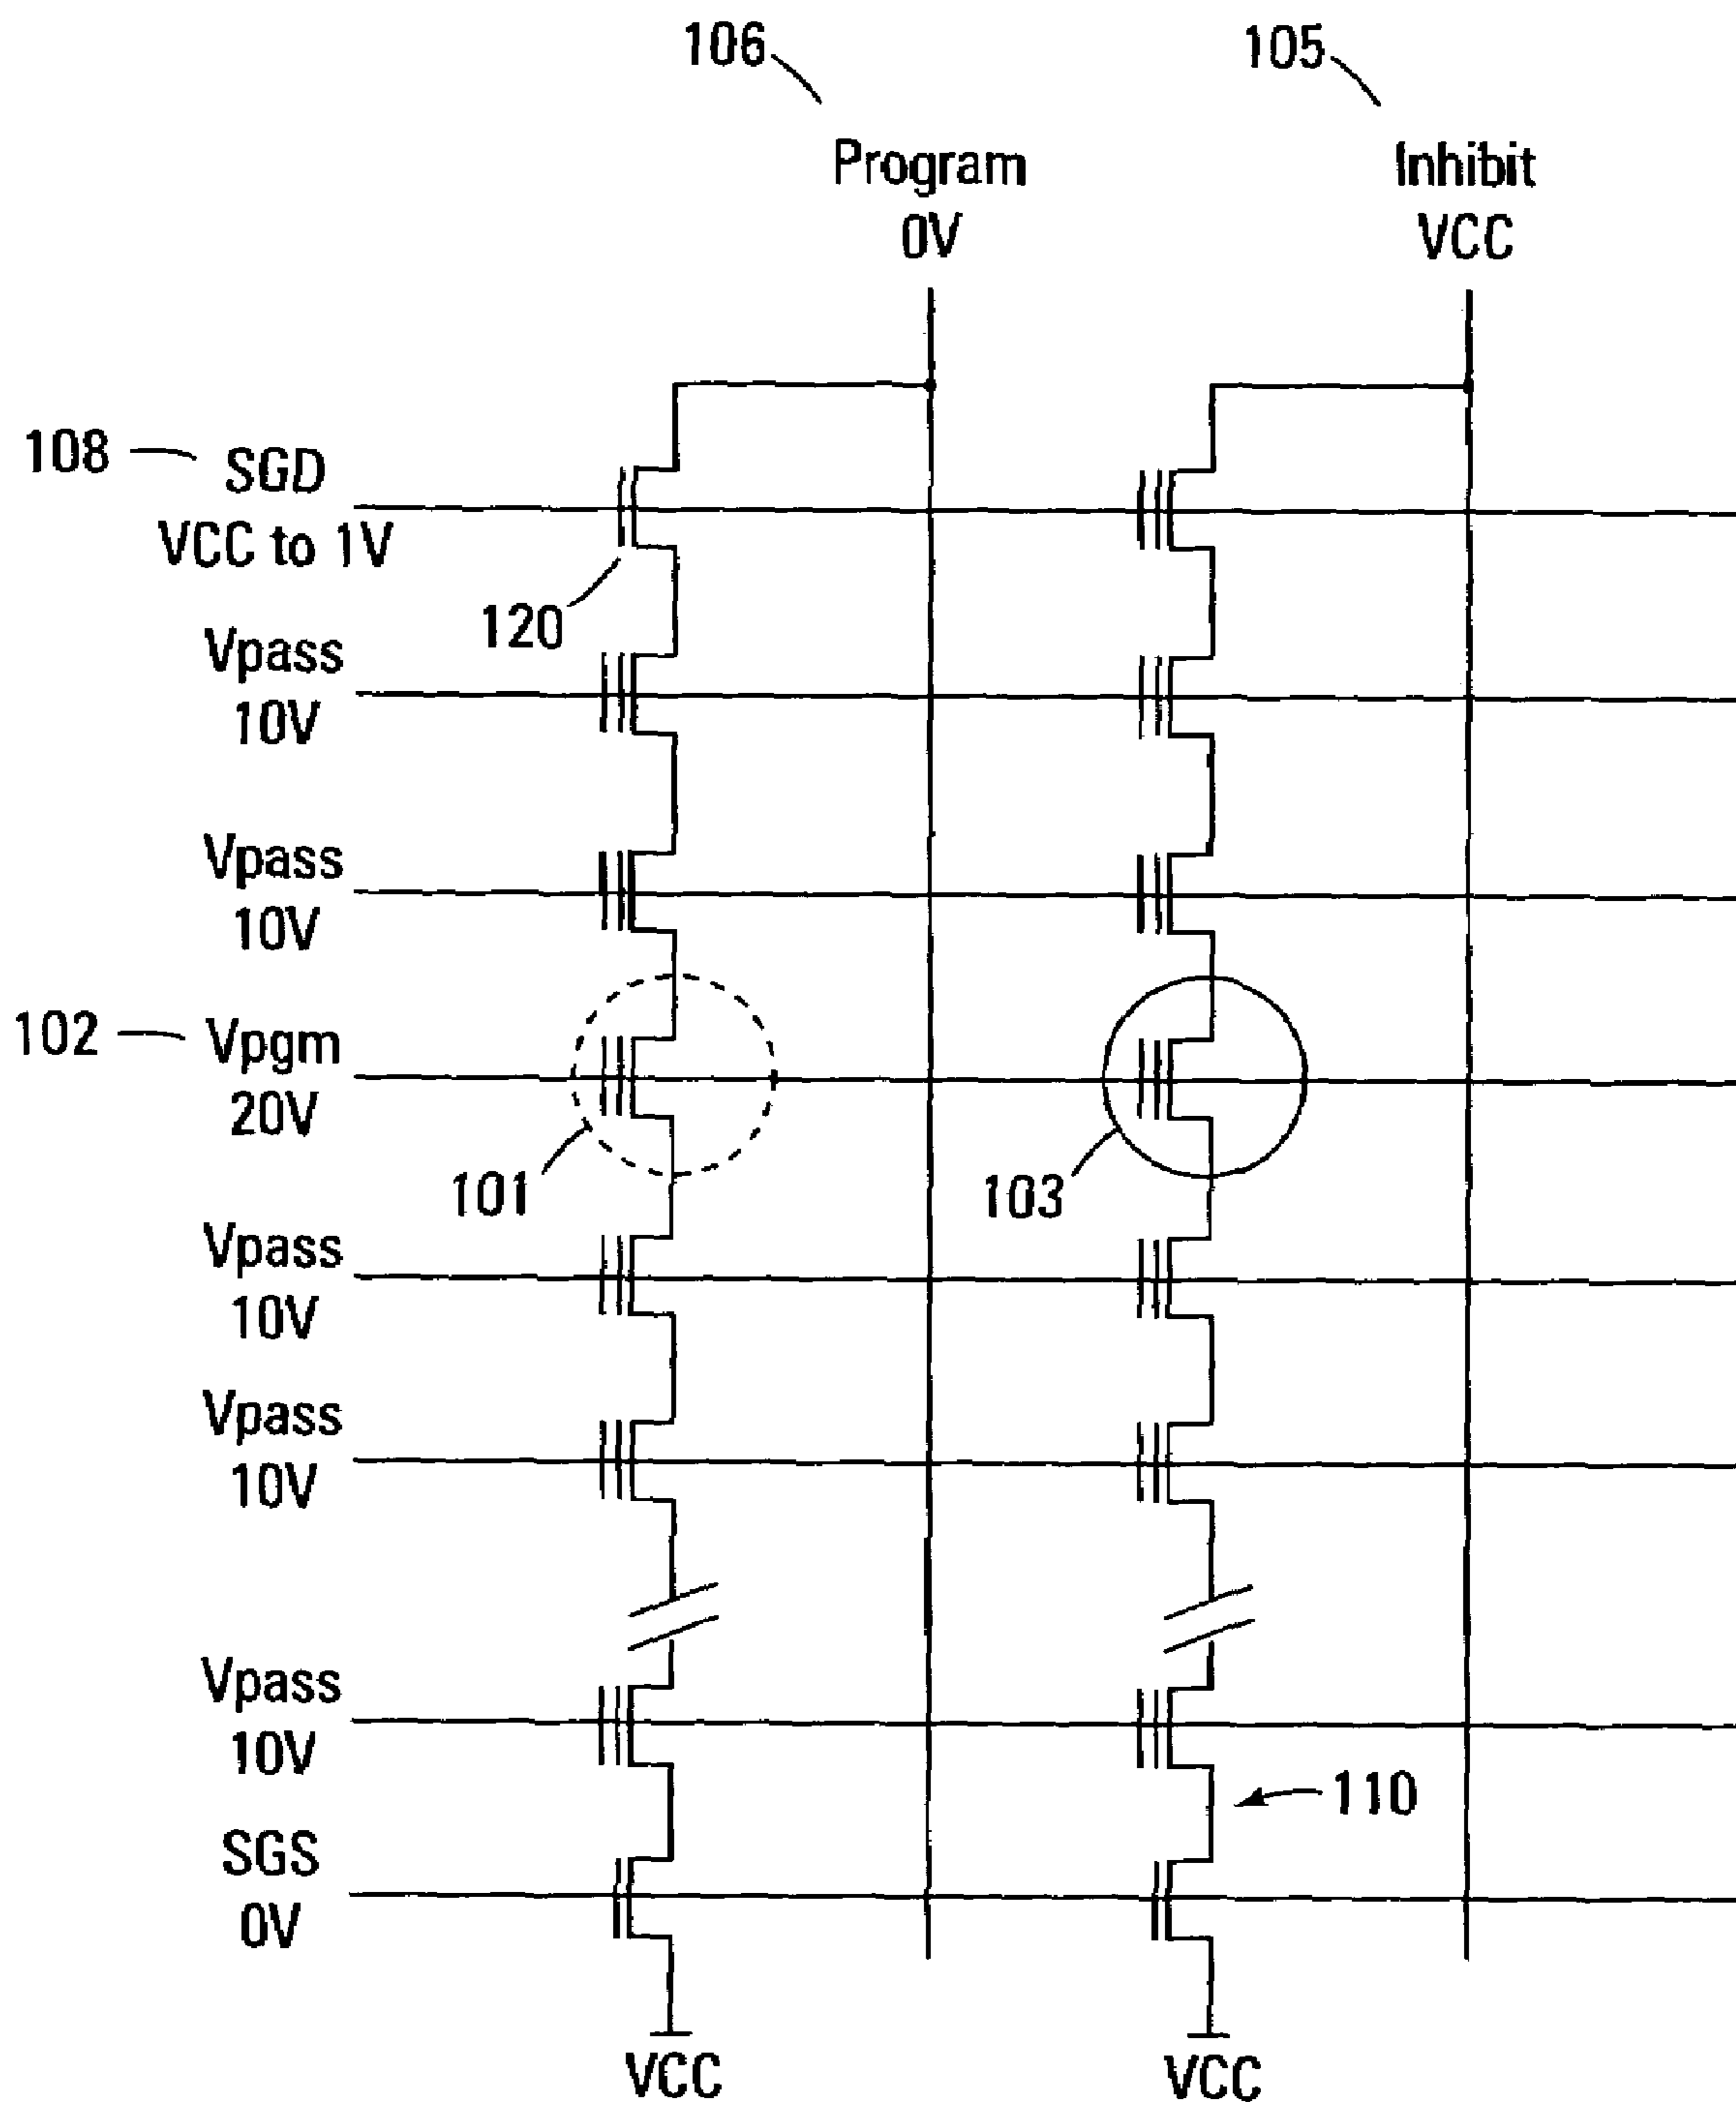 106
105
Program
0V
Inhibit
VCC
108
SGD
VCC to 1V
120
Vpass
10V
Vpass
10V
102
Vpgm
20V
101
103
Vpass
10V
Vpass
10V
Vpass
10V
110
SGS
0V
VCC
VCC